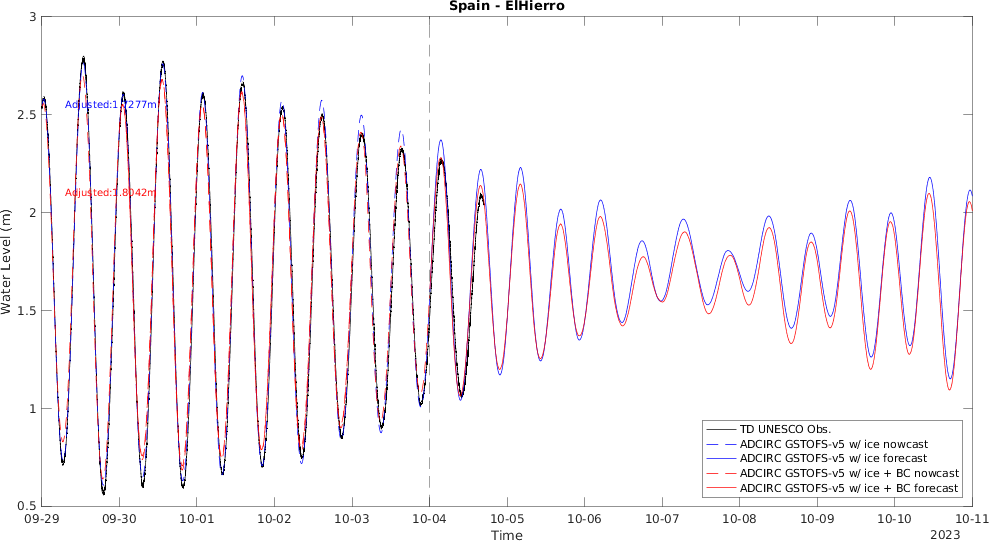 Spain - ElHierro
3
2.5
2
1.5
1
0.5
Water Level (m)
Adjusted:1.7277m
Adjusted:1.8042m
TD UNESCO Obs.
ADCIRC GSTOFS-v5 w/ ice nowcast
ADCIRC GSTOFS-v5 w/ ice forecast
ADCIRC GSTOFS-v5 w/ ice + BC nowcast
ADCIRC GSTOFS-v5 w/ ice + BC forecast
09-29 09-30 10-01 10-02 10-03 10-04 10-05 10-06 10-07 10-08 10-09 10-10 10-11
Time
2023